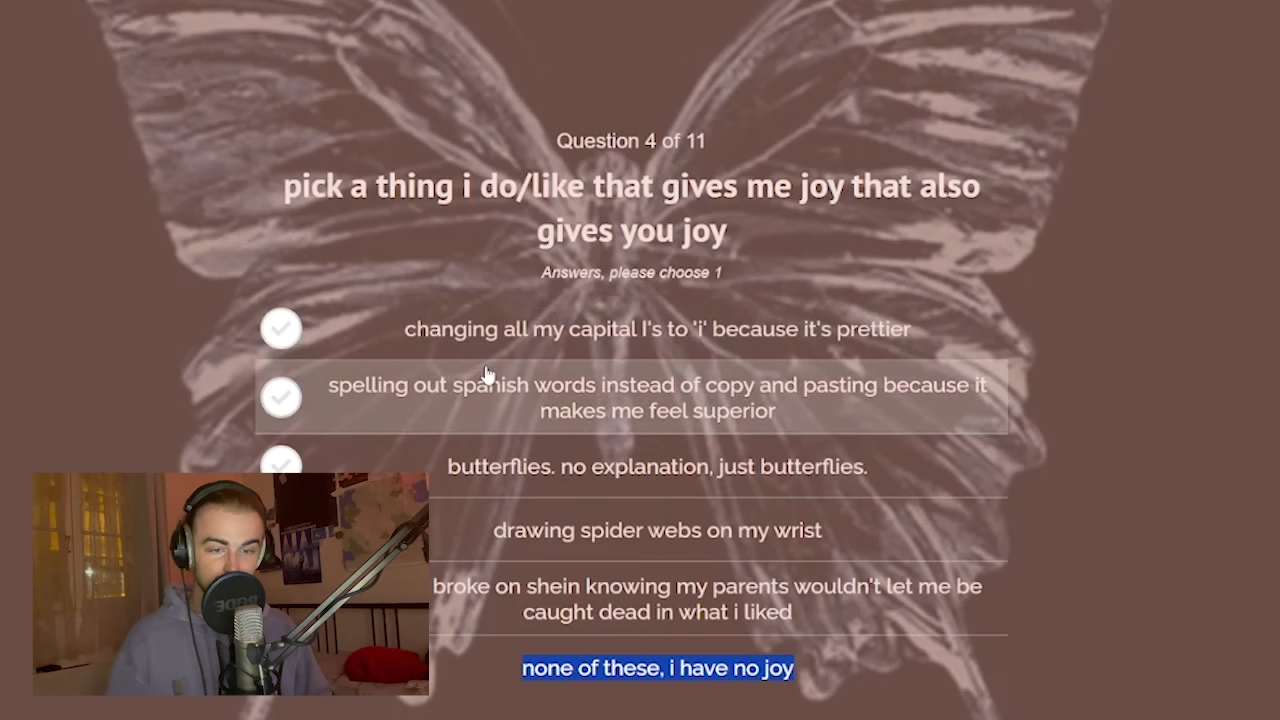 Question 4 of 11
pick a thing i do/like that gives me joy that also
gives you joy
Answers, please choose 1
changing all my capital I's to 'i' because it's prettier
spelling out spanish words instead of copy and pasting because it
makes me feel superior
butterflies. no explanation, just butterflies.
drawing spider webs on my wrist
broke on shein knowing my parents wouldn't let me be
caught dead in what i liked
none of these, i have no joy
RODE